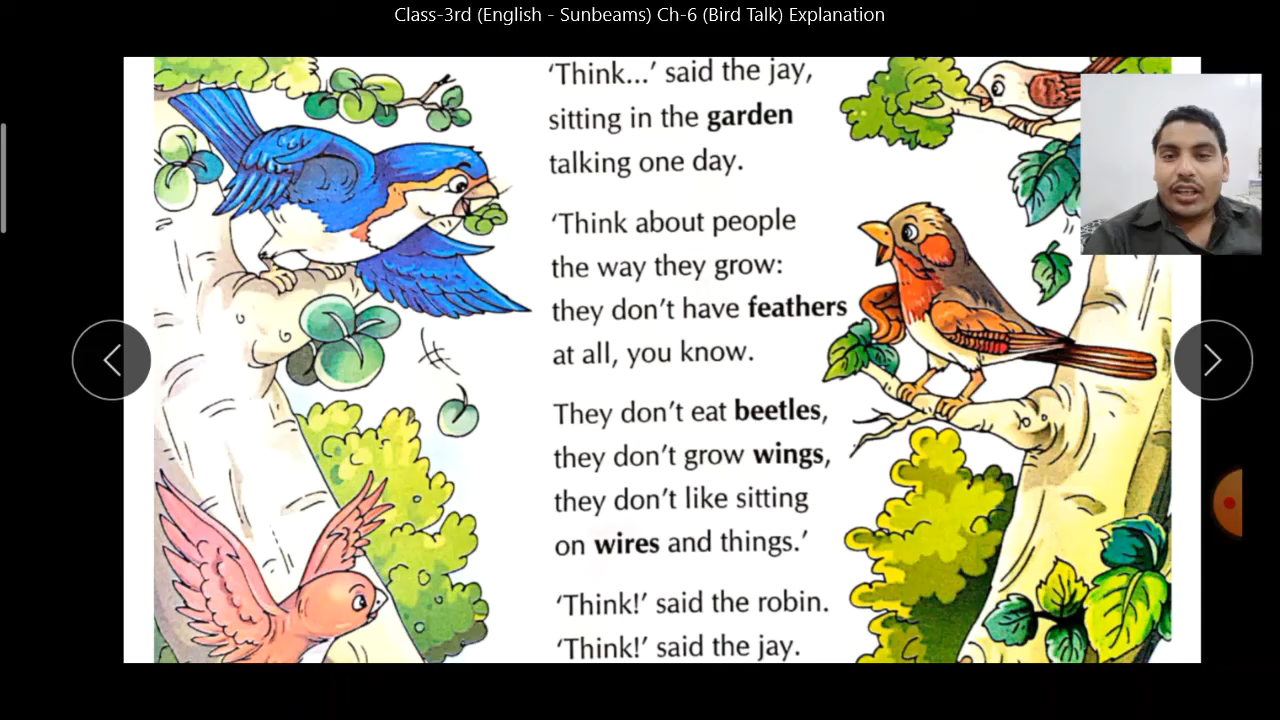 Class-3rd (English - Sunbeams) Ch-6 (Bird Talk) Explanation
‘Think...’ said the jay,
sitting in the garden
talking one day.
‘Think about people
the way they grow:
they don’t have feathers
at all, you know.
They don’t eat beetles,
they don’t grow wings,
they don’t like sitting
on wires and things.’
‘Think!’ said the robin.
‘Think!’ said the jay.